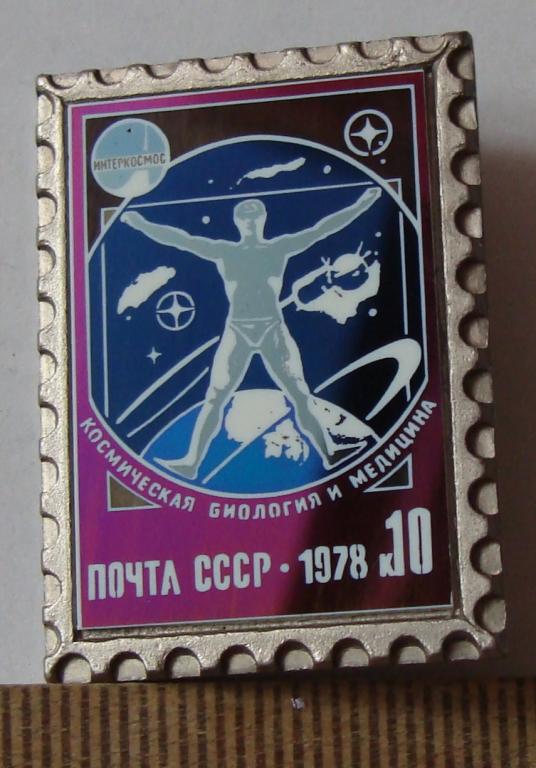 ИНТЕРКОСМОС
КОСМИЧЕСКАЯ БИОЛОГИЯ И МЕДИЦИНА
ПОЧТА СССР · 1978 К10